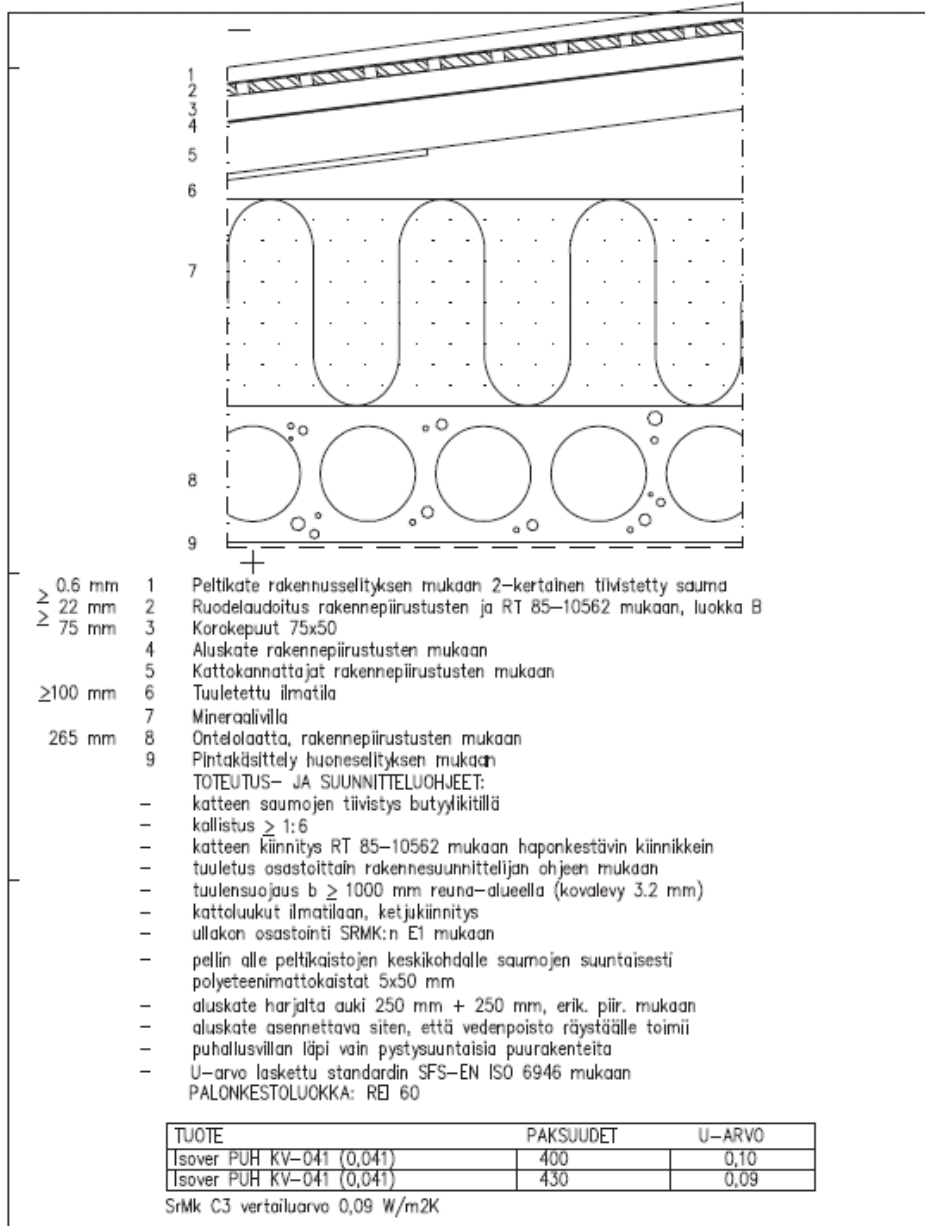 1
2
3
4
5
6
7
8
9
≥ 0.6 mm 1 Peltikate rakennusselityksen mukaan 2-kertainen tiivistetty sauma
≥ 22 mm 2 Ruodelaudoitus rakennepiirustusten ja RT 85-10562 mukaan, luokka B
75 mm 3 Korokepuut 75x50
4 Aluskate rakennepiirustusten mukaan
5 Kattokannattajat rakennepiirustusten mukaan
≥100 mm 6 Tuuletettu ilmatila
7 Mineraalivilla
265 mm 8 Ontelolaatta, rakennepiirustusten mukaan
9 Pintakäsittely huoneselityksen mukaan
TOTEUTUS- JA SUUNNITTELUOHJEET:
- katteen saumojen tiivistys butyylikitillä
- kallistus ≥ 1:6
- katteen kiinnitys RT 85-10562 mukaan haponkestävin kiinnikkein
- tuuletus osastoittain rakennesuunnittelijan ohjeen mukaan
- tuulensuojaus b ≥ 1000 mm reuna-alueella (kovalevy 3.2 mm)
- kattoluukut ilmatilaan, ketjukiinnitys
- ullakon osastointi SRMK:n E1 mukaan
- pellin alle peltikaistojen keskikohdalle saumojen suuntaisesti
polyeteenimattokaistat 5x50 mm
- aluskate harjalta auki 250 mm + 250 mm, erik. piir. mukaan
- aluskate asennettava siten, että vedenpoisto räystäälle toimii
- puhallusvillan läpi vain pystysuuntaisia puurakenteita
- U-arvo laskettu standardin SFS-EN ISO 6946 mukaan
PALONKESTOLUOKKA: REI 60
TUOTE PAKSUUDET U-ARVO
Isover PUH KV-041 (0,041) 400 0,10
Isover PUH KV-041 (0,041) 430 0,09
SrMk C3 vertailuarvo 0,09 W/m2K